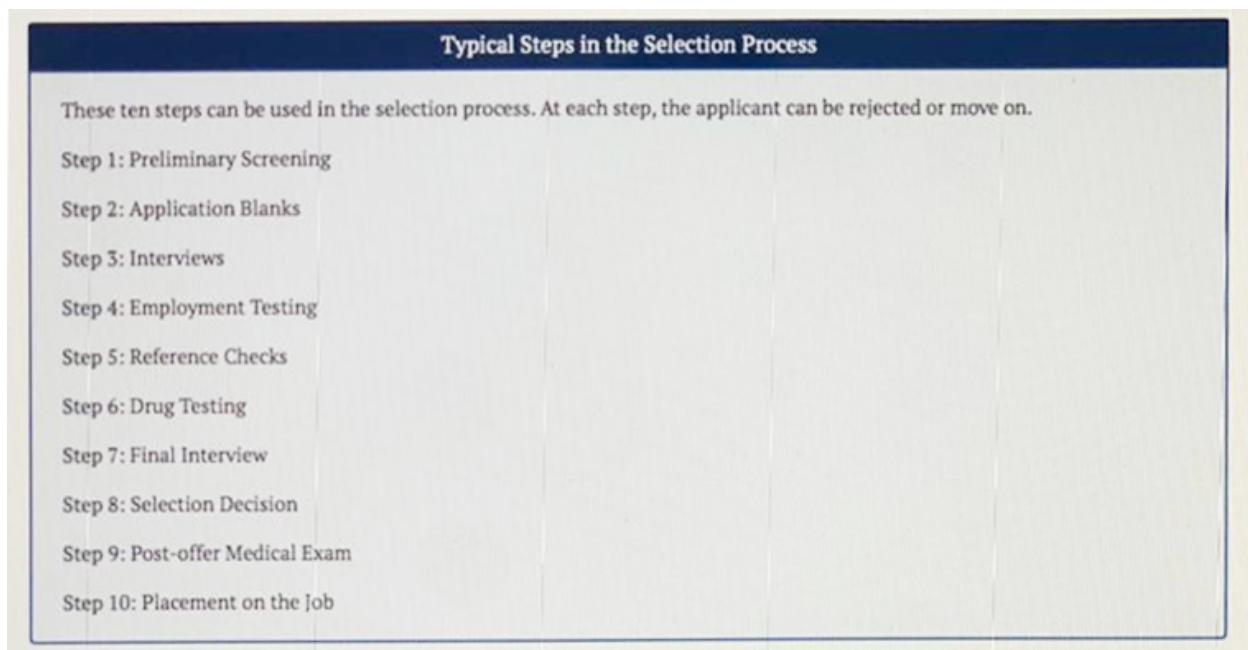 Typical Steps in the Selection Process
These ten steps can be used in the selection process. At each step, the applicant can be rejected or move on.
Step 1: Preliminary Screening
Step 2: Application Blanks
Step 3: Interviews
Step 4: Employment Testing
Step 5: Reference Checks
Step 6: Drug Testing
Step 7: Final Interview
Step 8: Selection Decision
Step 9: Post-offer Medical Exam
Step 10: Placement on the Job